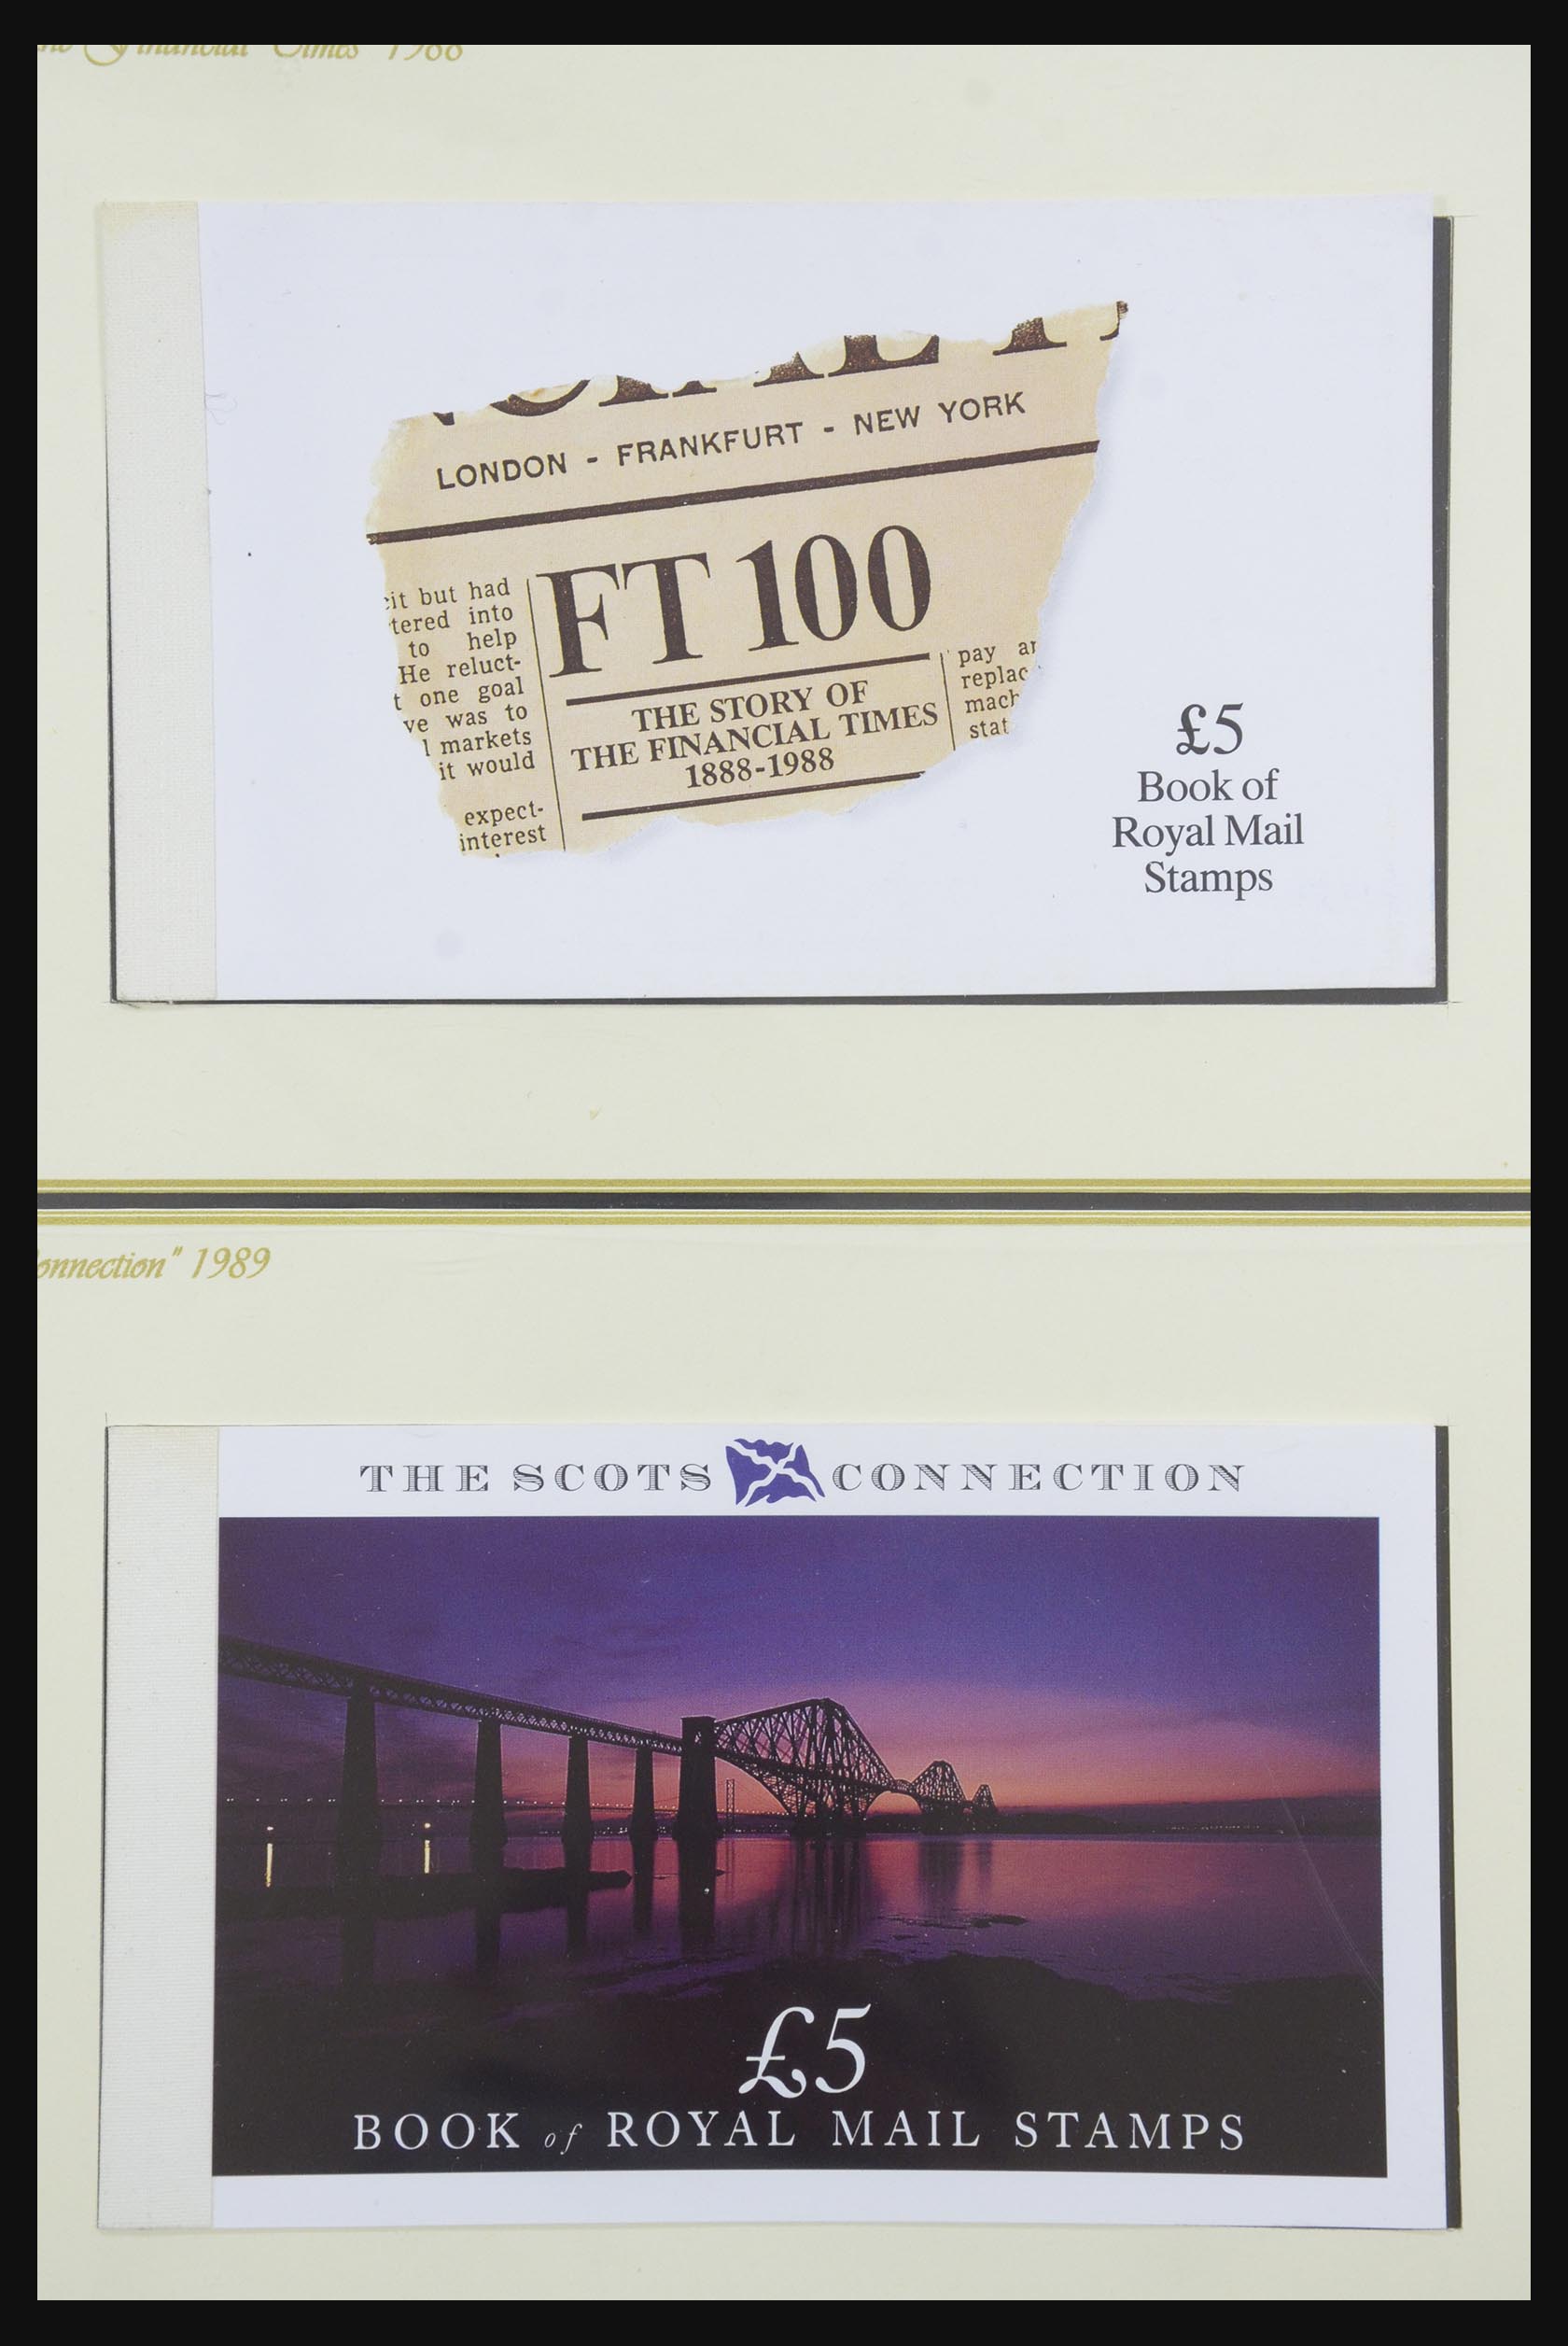 Financial Times 1988
LONDON - FRANKFURT - NEW YORK
cit but had
tered into
to help
He reluct-
t one goal
ve was to
l markets
it would
expect-
interest
FT 100
THE STORY OF
THE FINANCIAL TIMES
1888-1988
pay
replac
mach
stat
£5
Book of
Royal Mail
Stamps
onnection" 1989
THE SCOTS CONNECTION
£5
BOOK of ROYAL MAIL STAMPS